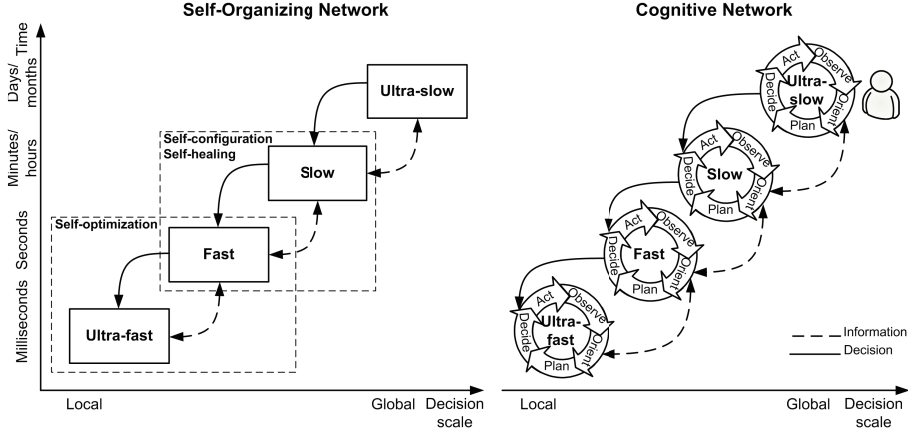 Self-Organizing Network
Cognitive Network
Time
Days/
months
Minutes/
hours
Seconds
Milliseconds
Ultra-slow
Self-configuration
Self-healing
Slow
Self-optimization
Fast
Ultra-fast
Local
Global
Decision
scale
Act
Observe
Orient
Plan
Decide
Ultra-
slow
Act
Observe
Orient
Plan
Decide
Slow
Act
Observe
Orient
Plan
Decide
Fast
Act
Observe
Orient
Plan
Decide
Ultra-
fast
Information
Decision
Local
Global
Decision
scale